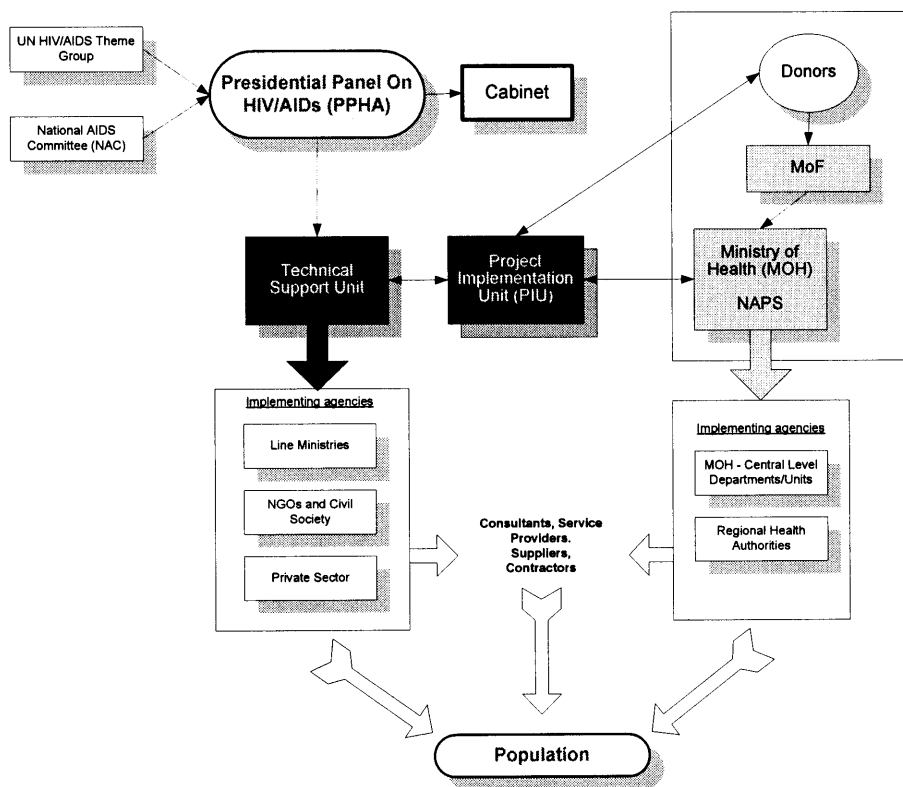 UN HIV/AIDS Theme
Group
National AIDS
Committee (NAC)
Presidential Panel On
HIV/AIDs (PPHA)
Cabinet
Donors
MoF
Technical
Support Unit
Project
Implementation
Unit (PIU)
Ministry of
Health (MOH)
NAPS
Implementing agencies
Line Ministries
NGOs and Civil
Society
Private Sector
Consultants, Service
Providers.
Suppliers,
Contractors
Implementing agencies
MOH - Central Level
Departments/Units
Regional Health
Authorities
Population